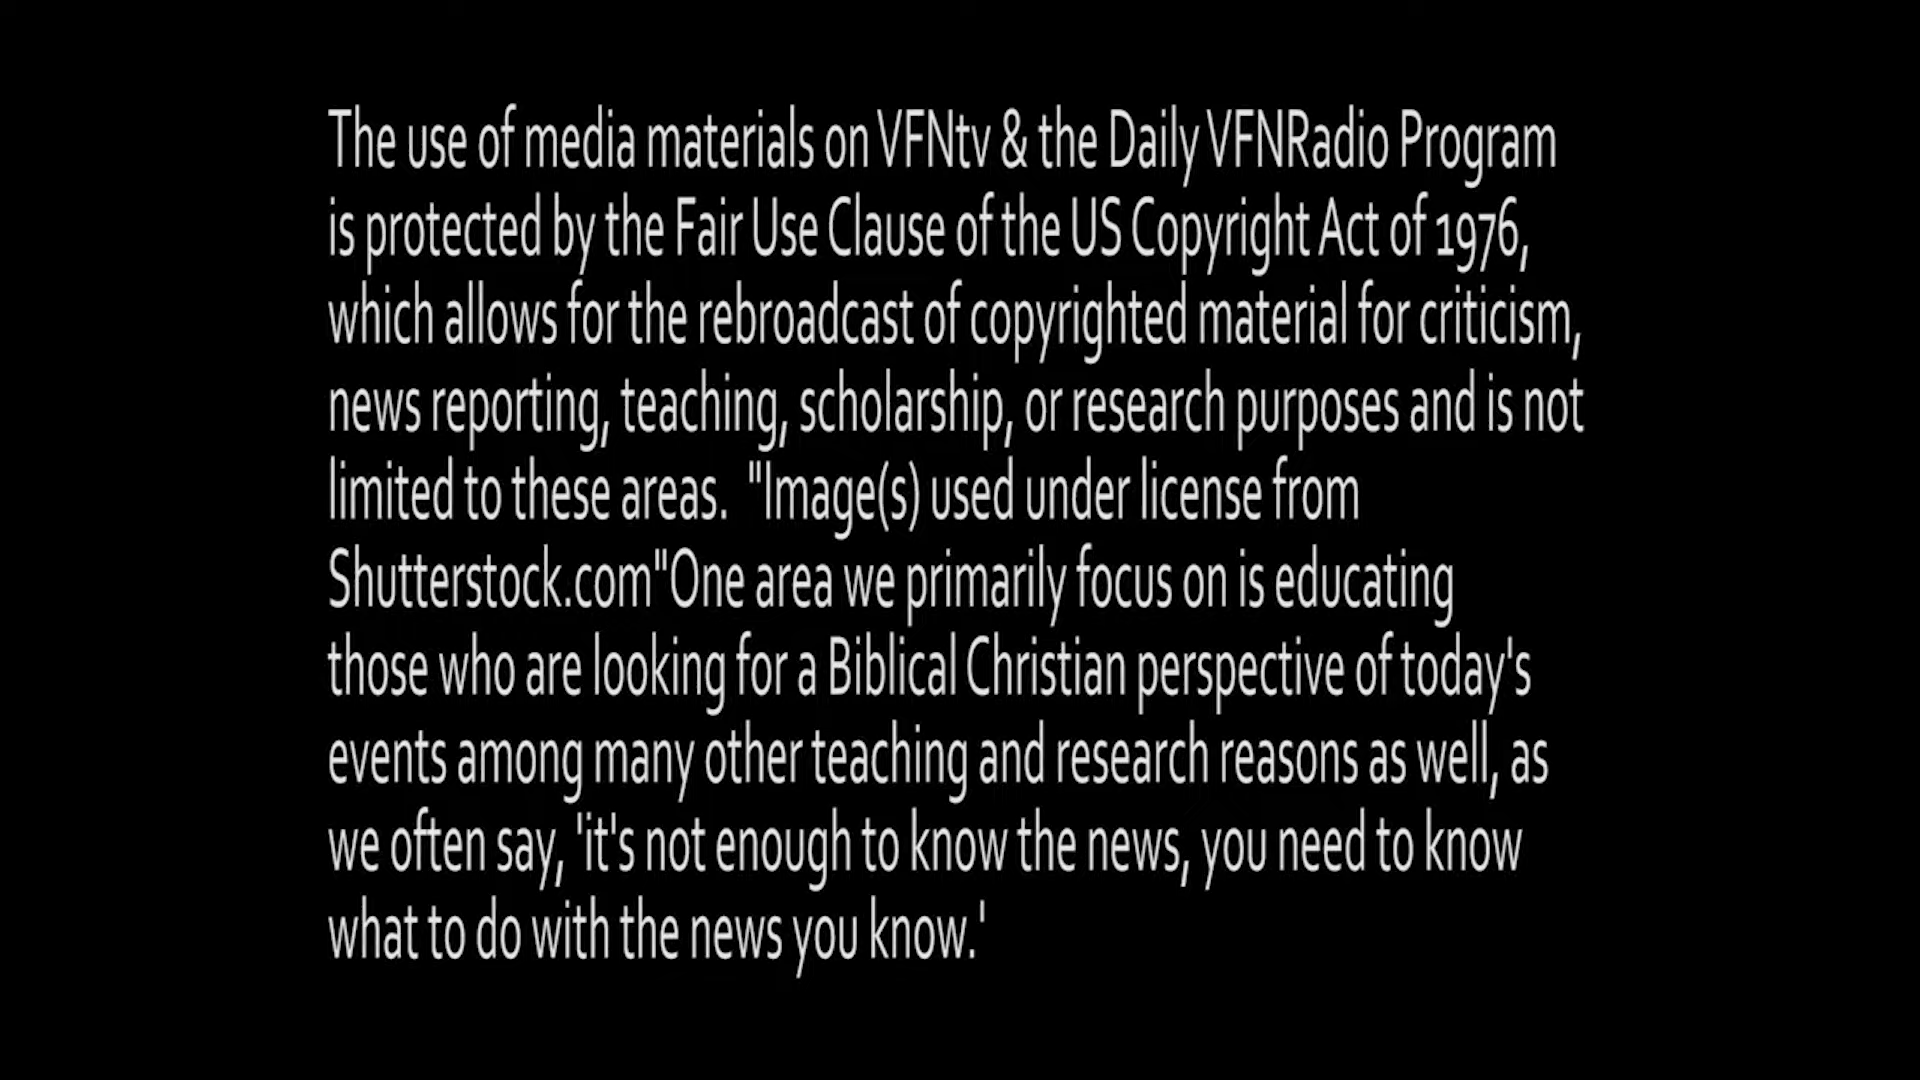 The use of media materials on VFNtv & the Daily VFNRadio Program
is protected by the Fair Use Clause of the US Copyright Act of 1976,
which allows for the rebroadcast of copyrighted material for criticism,
news reporting, teaching, scholarship, or research purposes and is not
limited to these areas.  "Image(s) used under license from
Shutterstock.com"One area we primarily focus on is educating
those who are looking for a Biblical Christian perspective of today's
events among many other teaching and research reasons as well, as
we often say, 'it's not enough to know the news, you need to know
what to do with the news you know.'